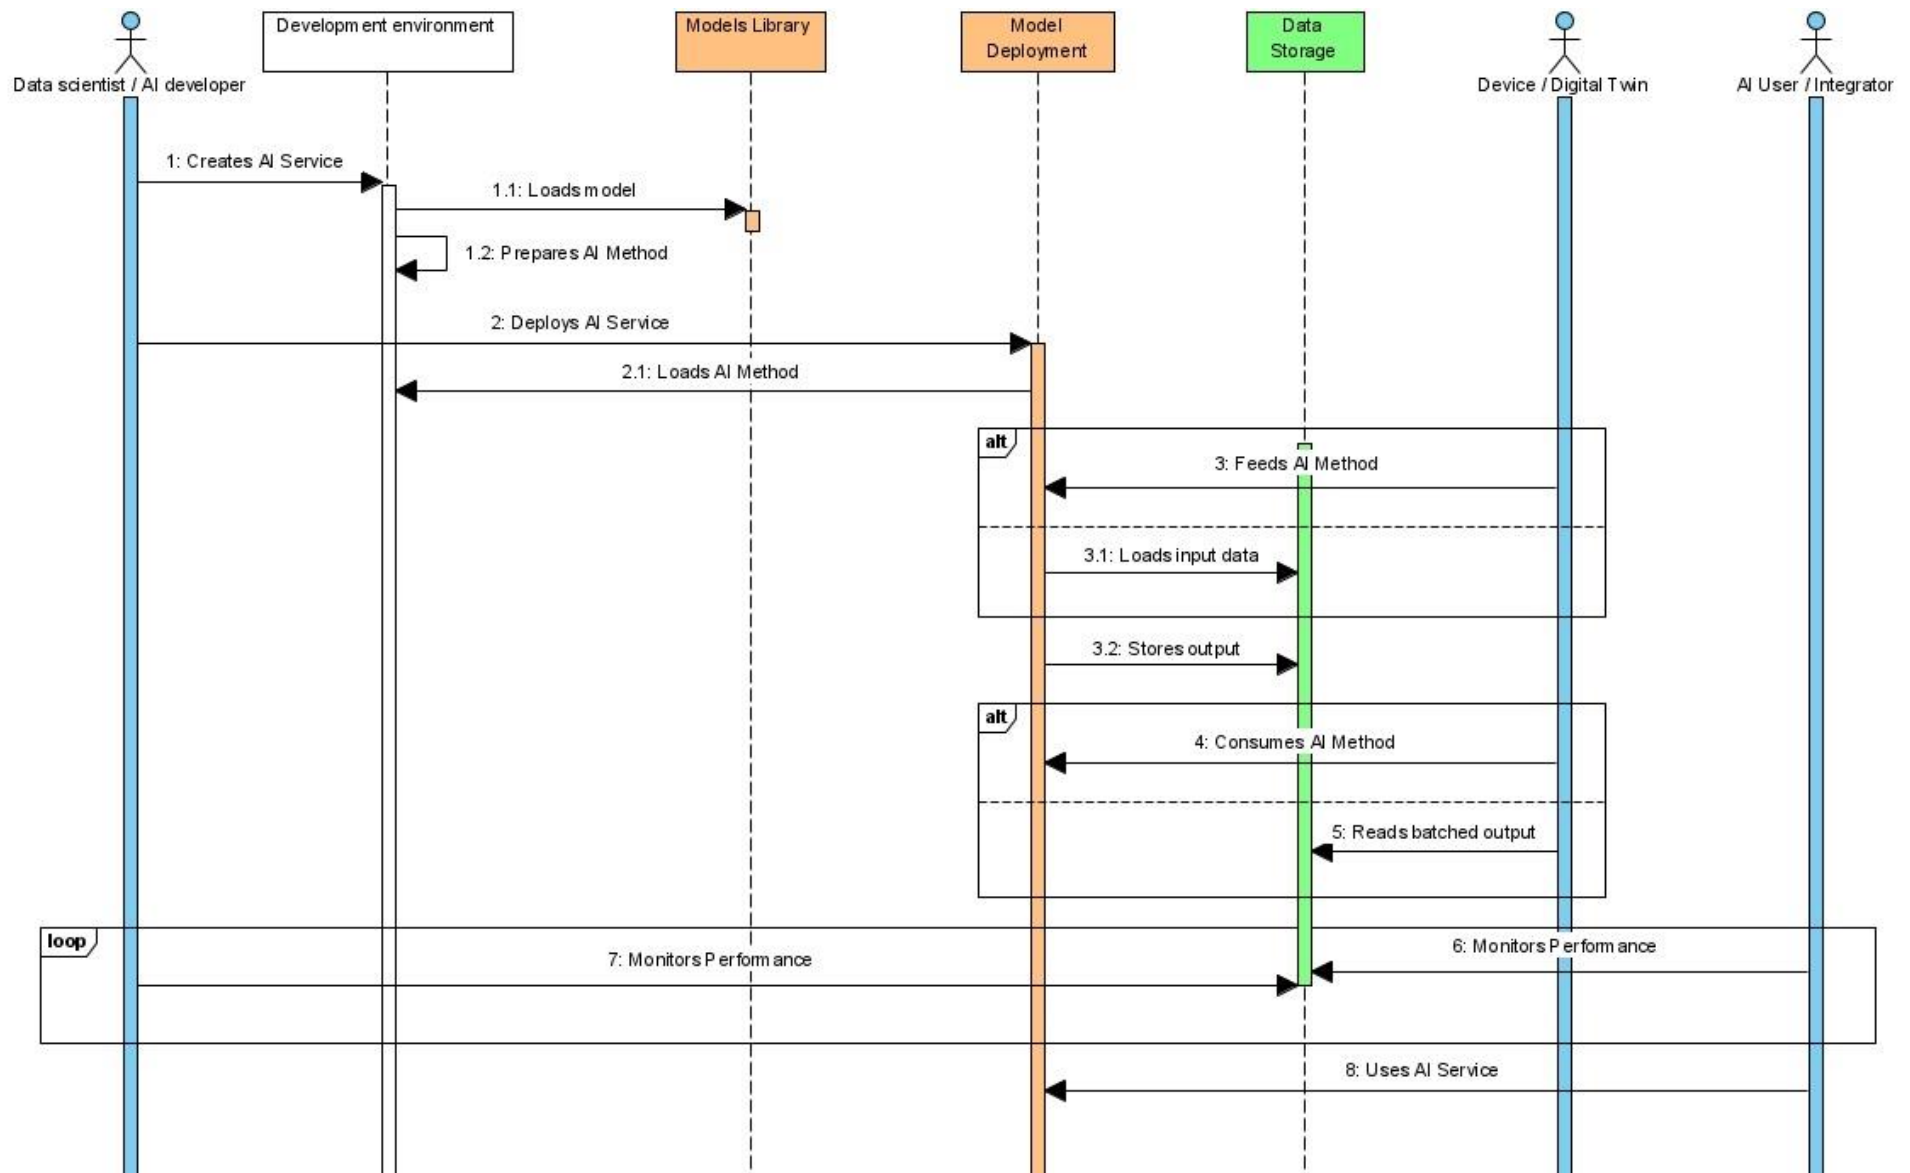 Development environment
Models Library
Model
Deployment
Data
Storage
Data scientist / AI developer
Device / Digital Twin
AI User / Integrator
1: Creates AI Service
1.1: Loads model
1.2: Prepares AI Method
2: Deploys AI Service
2.1: Loads AI Method
alt
3: Feeds AI Method
3.1: Loads input data
3.2: Stores output
alt
4: Consumes AI Method
5: Reads batched output
loop
6: Monitors Performance
7: Monitors Performance
8: Uses AI Service